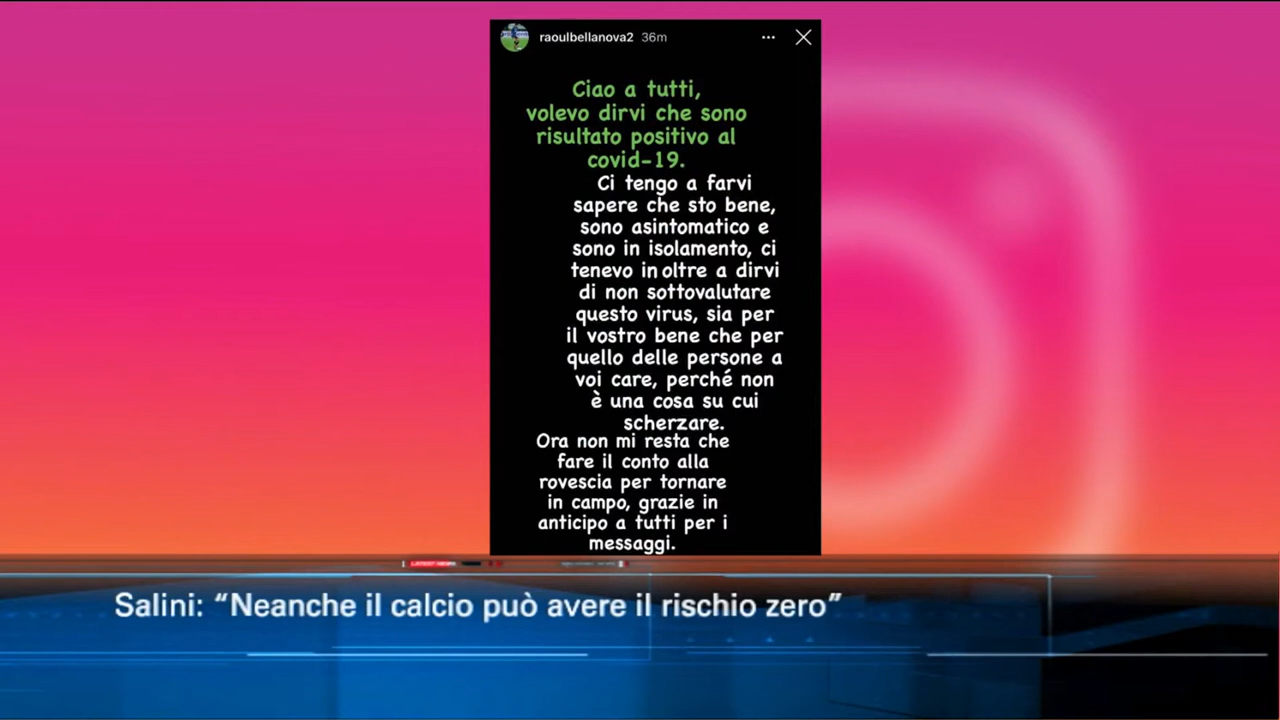 raoulbellanova2 36m
Ciao a tutti,
volevo dirvi che sono
risultato positivo al
covid-19.
Ci tengo a farvi
sapere che sto bene,
sono asintomatico e
sono in isolamento, ci
tenevo inoltre a dirvi
di non sottovalutare
questo virus, sia per
il vostro bene che per
quello delle persone a
voi care, perché non
è una cosa su cui
scherzare.
Ora non mi resta che
fare il conto alla
rovescia per tornare
in campo, grazie in
anticipo a tutti per i
messaggi.
LATEST NEWS
Salini: “Neanche il calcio può avere il rischio zero”